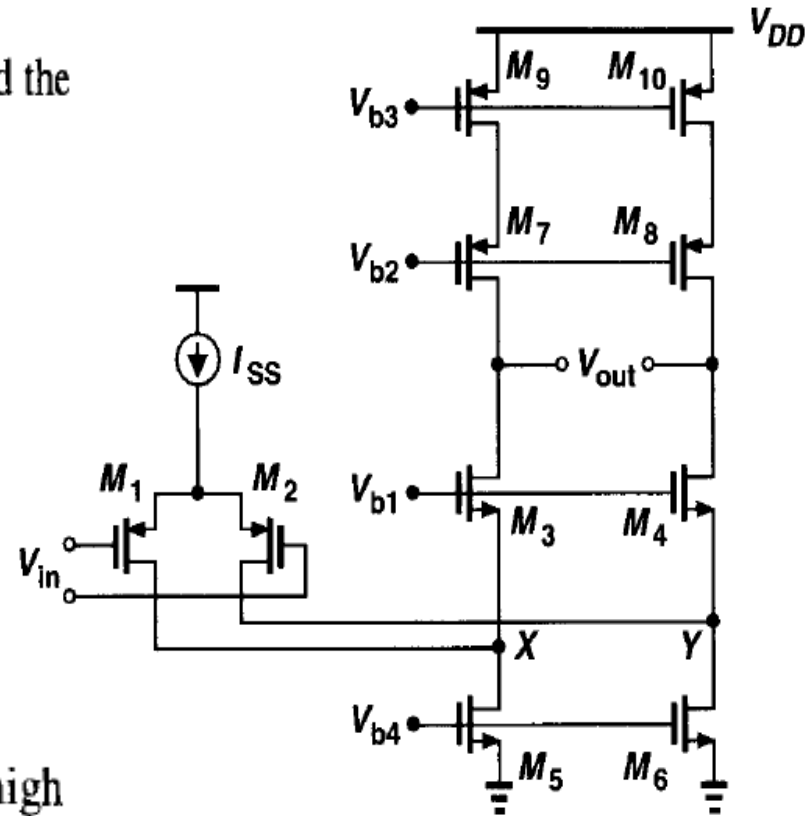 d the
V_DD
M_9
M_10
V_b3
M_7
M_8
V_b2
I_SS
V_out
M_1
M_2
V_b1
M_3
M_4
V_in
X
Y
V_b4
M_5
M_6
nigh